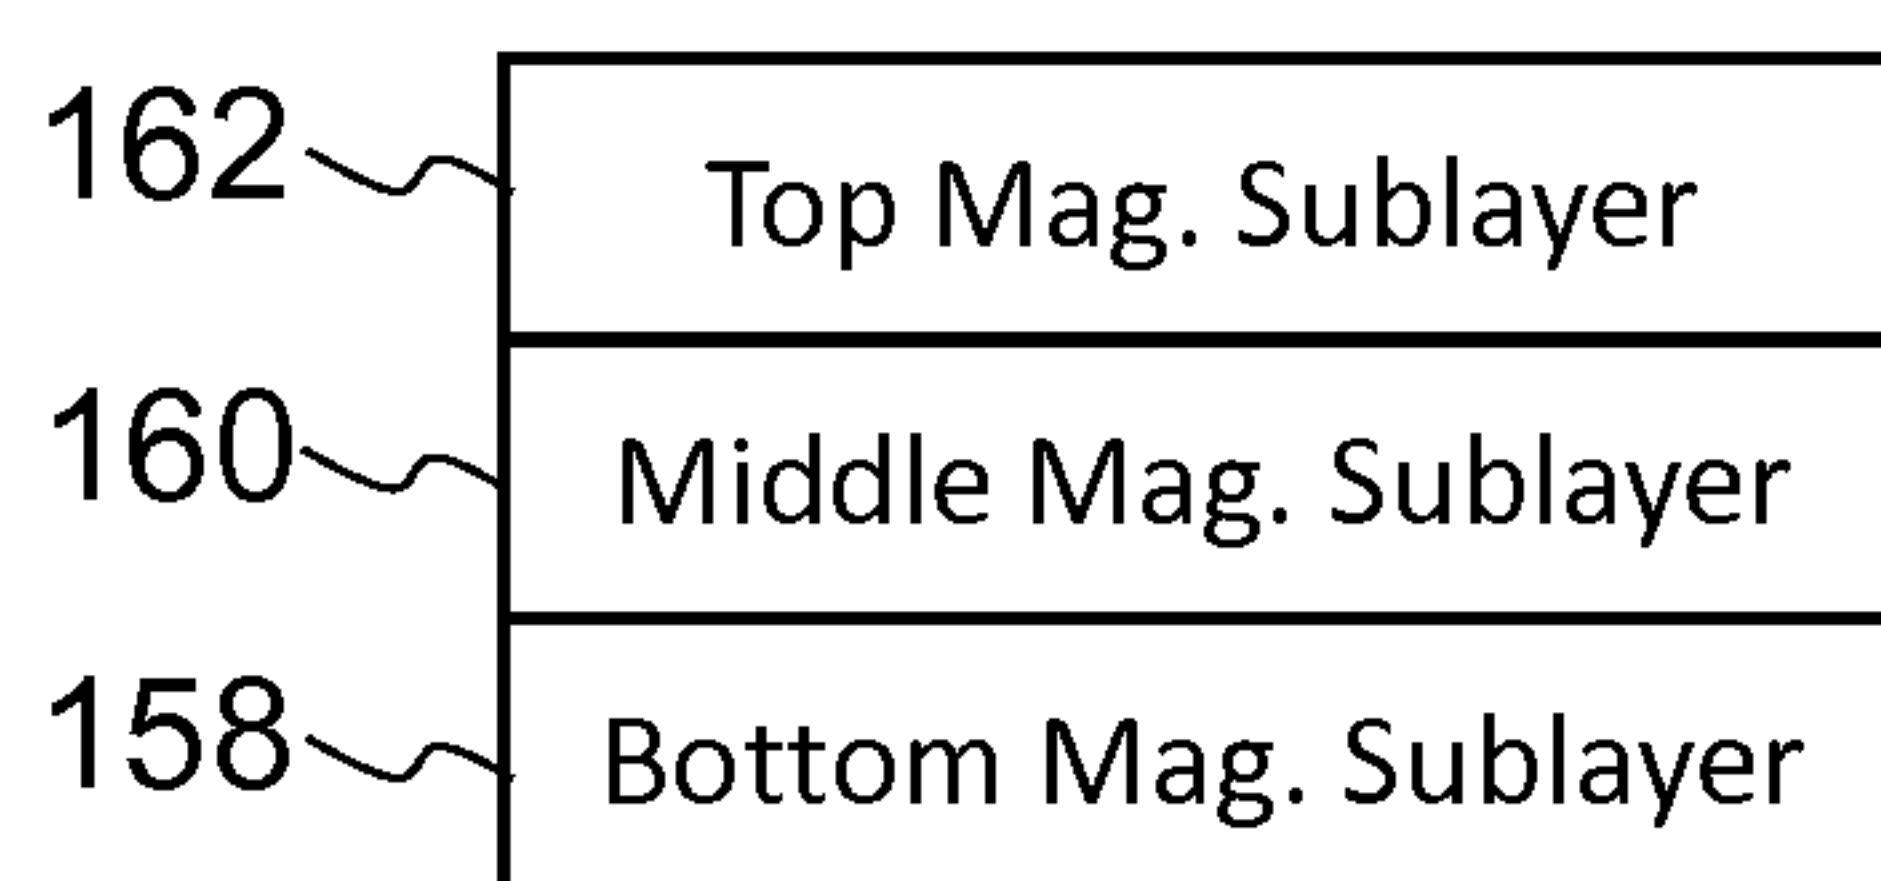 162 Top Mag. Sublayer
160 Middle Mag. Sublayer
158 Bottom Mag. Sublayer